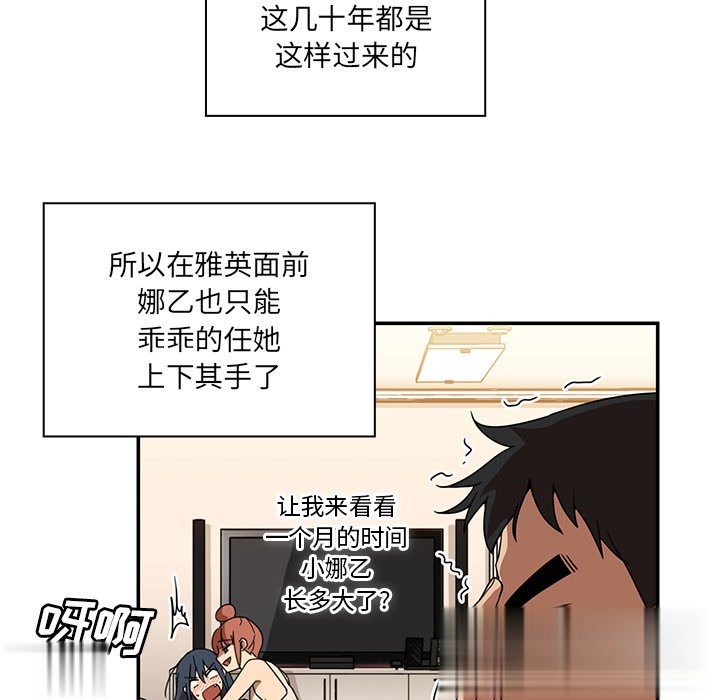 这几十年都是
这样过来的
所以在雅英面前
娜乙也只能
乖乖的任她
上下其手了
让我来看看
一个月的时间
小娜乙
长多大了?
呀啊